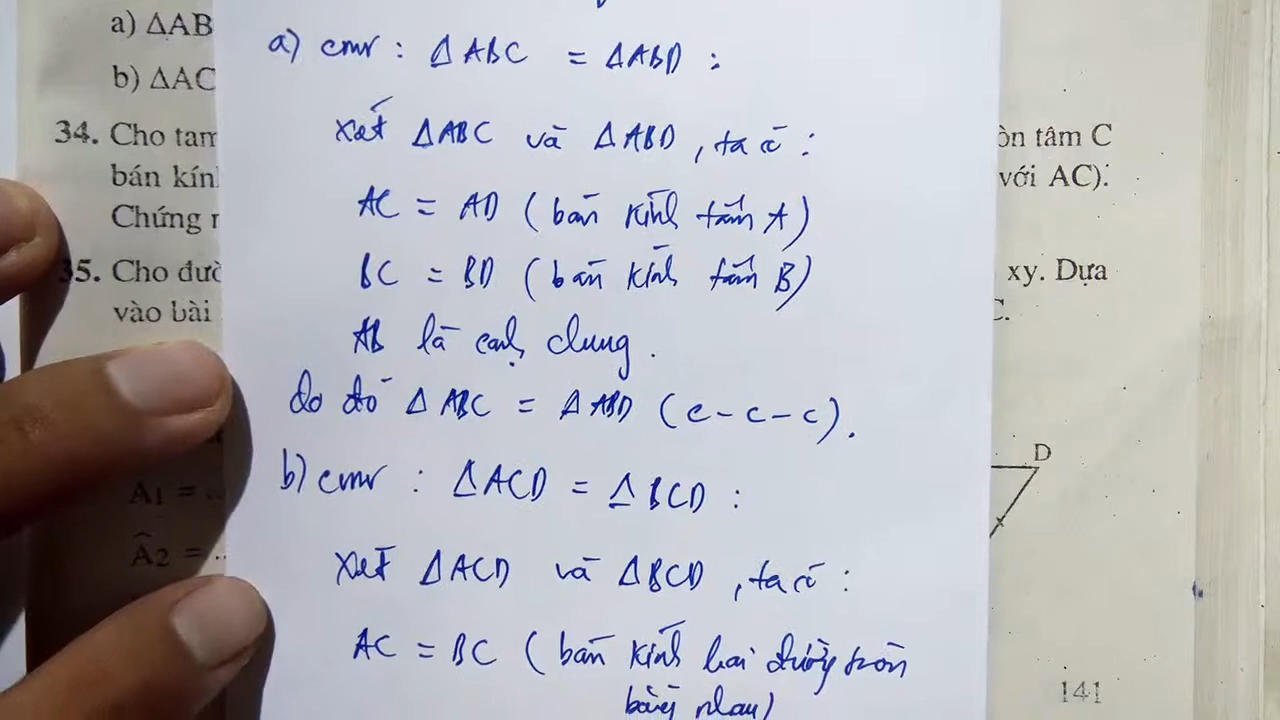 a) ΔAB
b) ΔAC
34. Cho tam
bán kín
Chứng
35. Cho đườ
vào bài
Â1 = ...
Â2 = ..
a) cmr : ΔABC = ΔABD :
xét ΔABC và ΔABD, ta có :
AC = AD (bán kính tâm A)
BC = BD (bán kính tâm B)
AB là cạnh chung.
do đó ΔABC = ΔABD (c-c-c).
b) cmr : ΔACD = ΔBCD :
xét ΔACD và ΔBCD, ta có :
AC = BC (bán kính hai đường tròn
bằng nhau)
òn tâm C
với AC).
xy. Dựa
C.
D
141